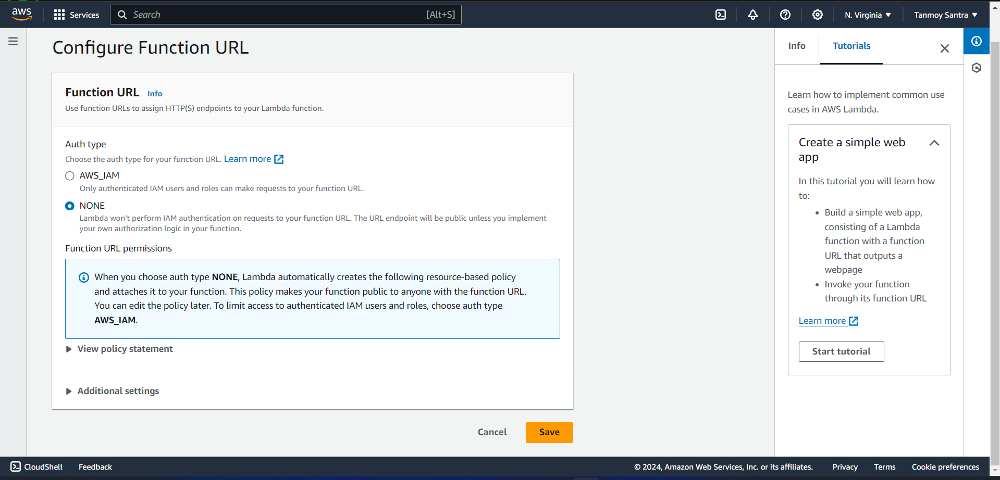 aws
Services
Search
[Alt+S]
N. Virginia
Tanmoy Santra
Configure Function URL
Function URL Info
Use function URLs to assign HTTP(S) endpoints to your Lambda function.
Auth type
Choose the auth type for your function URL. Learn more
AWS_IAM
Only authenticated IAM users and roles can make requests to your function URL.
NONE
Lambda won't perform IAM authentication on requests to your function URL. The URL endpoint will be public unless you implement
your own authorization logic in your function.
Function URL permissions
When you choose auth type NONE, Lambda automatically creates the following resource-based policy
and attaches it to your function. This policy makes your function public to anyone with the function URL.
You can edit the policy later. To limit access to authenticated IAM users and roles, choose auth type
AWS_IAM.
View policy statement
Additional settings
Cancel
Save
Info
Tutorials
Learn how to implement common use
cases in AWS Lambda.
Create a simple web
app
In this tutorial you will learn how
to:
• Build a simple web app,
consisting of a Lambda
function with a function
URL that outputs a
webpage
• Invoke your function
through its function URL
Learn more
Start tutorial
CloudShell
Feedback
© 2024, Amazon Web Services, Inc. or its affiliates.
Privacy
Terms
Cookie preferences